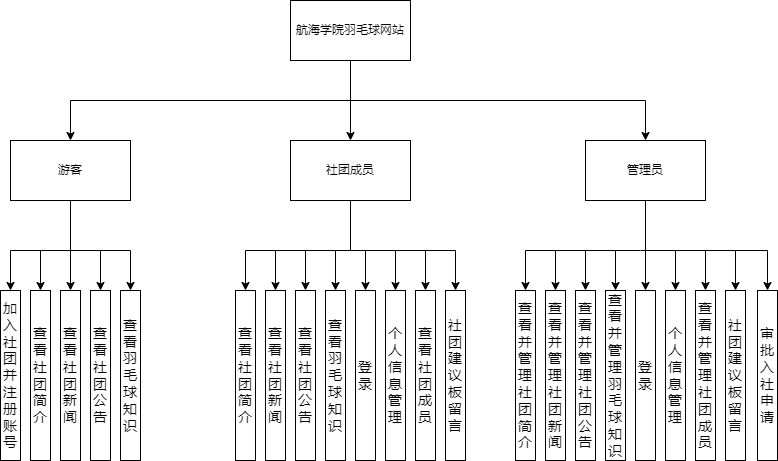 航海学院羽毛球网站
游客
社团成员
管理员
加入社团并注册账号
查看社团简介
查看社团新闻
查看社团公告
查看羽毛球知识
查看社团简介
查看社团新闻
查看社团公告
查看羽毛球知识
登录
个人信息管理
查看社团成员
社团建议板留言
查看并管理社团简介
查看并管理社团新闻
查看并管理社团公告
查看并管理羽毛球知识
登录
个人信息管理
查看并管理社团成员
社团建议板留言
审批入社申请